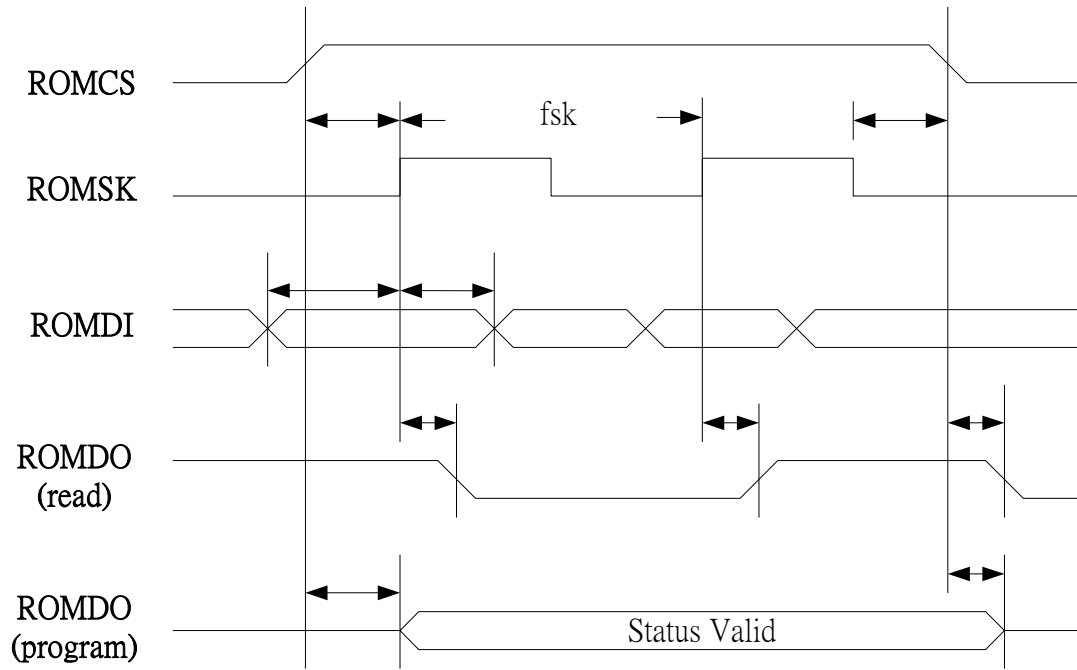 ROMCS
fsk
ROMSK
ROMDI
ROMDO
(read)
ROMDO
(program)
Status Valid